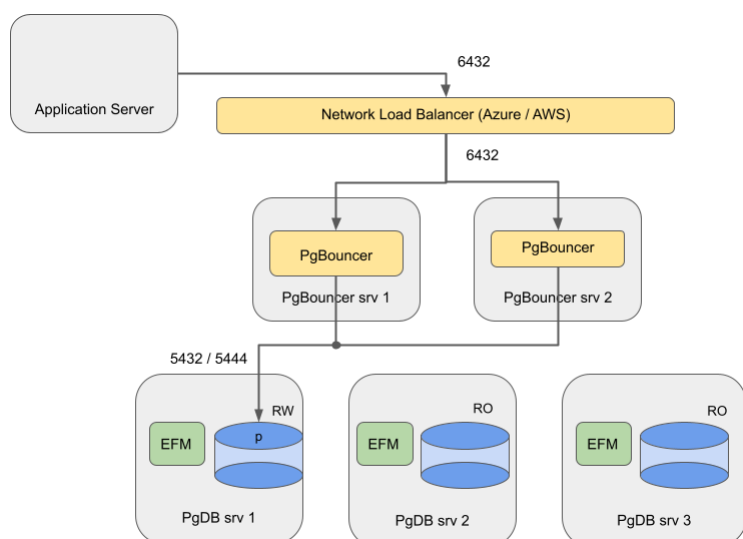 6432
Application Server
Network Load Balancer (Azure / AWS)
6432
PgBouncer
PgBouncer
PgBouncer srv 1
PgBouncer srv 2
5432 / 5444
RW
RO
RO
EFM
p
EFM
EFM
PgDB srv 1
PgDB srv 2
PgDB srv 3